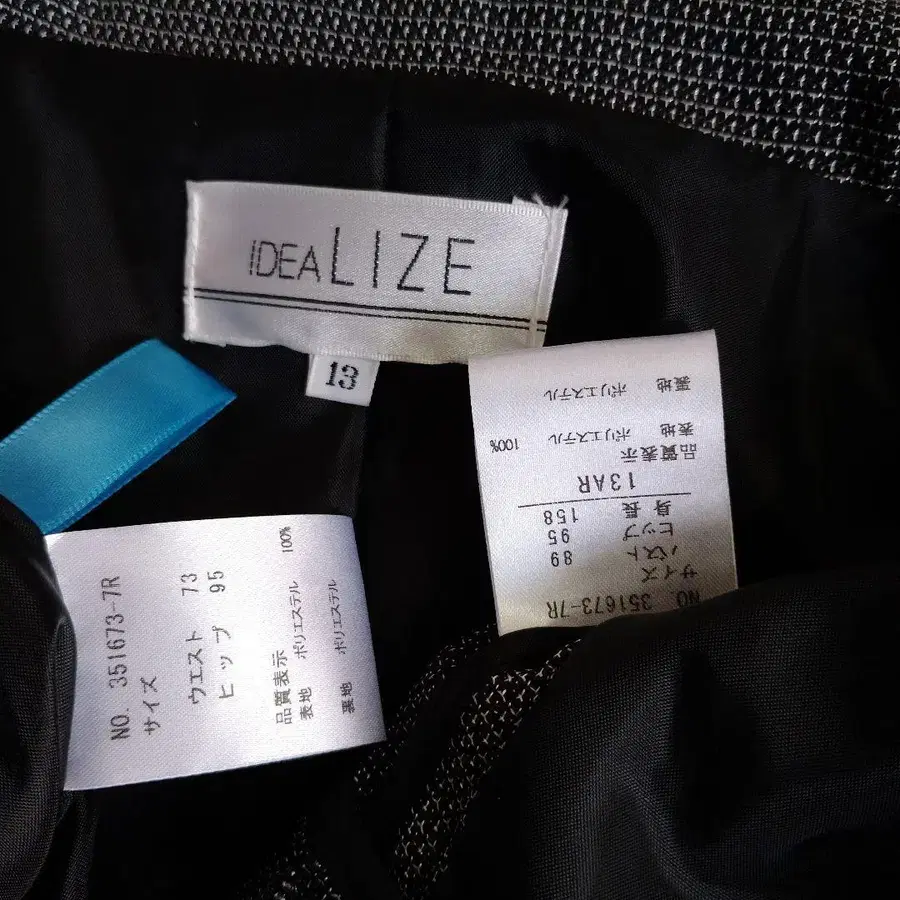 IDEALIZE
13
NO. 351673-7R
サイズ
ウエスト 73
ヒップ 95
品質表示
表地 ポリエステル 100%
裏地 ポリエステル
NO. 351673-7R
サイズ
バスト 89
ヒップ 95
身長 158
13AR
品質表示
表地 ポリエステル 100%
裏地 ポリエステル